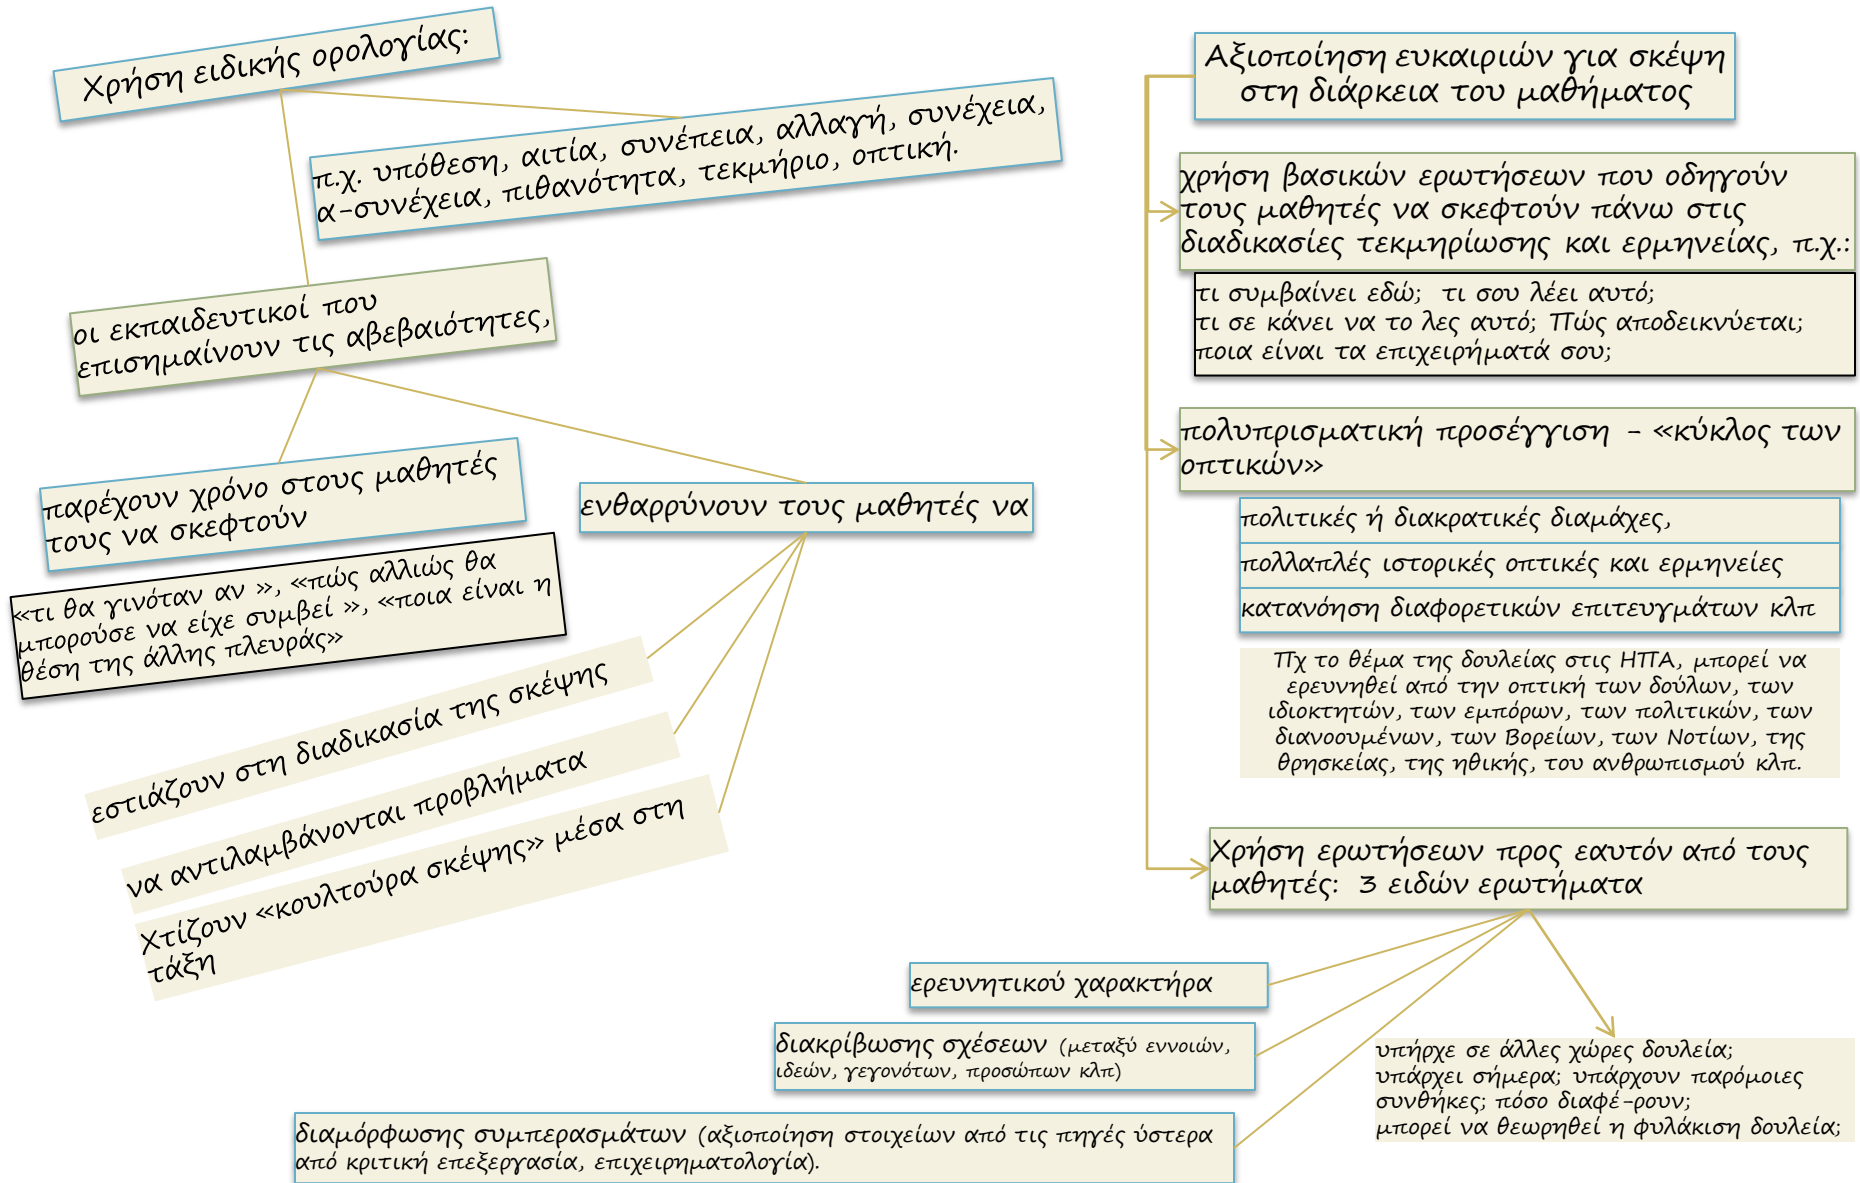 Χρήση ειδικής ορολογίας:
π.χ. υπόθεση, αιτία, συνέπεια, αλλαγή, συνέχεια,
α-συνέχεια, πιθανότητα, τεκμήριο, οπτική.
οι εκπαιδευτικοί που
επισημαίνουν τις αβεβαιότητες,
παρέχουν χρόνο στους μαθητές
τους να σκεφτούν
«τι θα γινόταν αν », «πώς αλλιώς θα
μπορούσε να είχε συμβεί », «ποια είναι η
θέση της άλλης πλευράς»
ενθαρρύνουν τους μαθητές να
εστιάζουν στη διαδικασία της σκέψης
να αντιλαμβάνονται προβλήματα
Χτίζουν «κουλτούρα σκέψης» μέσα στη
τάξη
Αξιοποίηση ευκαιριών για σκέψη
στη διάρκεια του μαθήματος
χρήση βασικών ερωτήσεων που οδηγούν
τους μαθητές να σκεφτούν πάνω στις
διαδικασίες τεκμηρίωσης και ερμηνείας, π.χ.:
τι συμβαίνει εδώ; τι σου λέει αυτό;
τι σε κάνει να το λες αυτό; Πώς αποδεικνύεται;
ποια είναι τα επιχειρήματά σου;
πολυπρισματική προσέγγιση - «κύκλος των
οπτικών»
πολιτικές ή διακρατικές διαμάχες,
πολλαπλές ιστορικές οπτικές και ερμηνείες
κατανόηση διαφορετικών επιτευγμάτων κλπ
Πχ το θέμα της δουλείας στις ΗΠΑ, μπορεί να
ερευνηθεί από την οπτική των δούλων, των
ιδιοκτητών, των εμπόρων, των πολιτικών, των
διανοουμένων, των Βορείων, των Νοτίων, της
θρησκείας, της ηθικής, του ανθρωπισμού κλπ.
Χρήση ερωτήσεων προς εαυτόν από τους
μαθητές: 3 ειδών ερωτήματα
ερευνητικού χαρακτήρα
διακρίβωσης σχέσεων (μεταξύ εννοιών,
ιδεών, γεγονότων, προσώπων κλπ)
διαμόρφωσης συμπερασμάτων (αξιοποίηση στοιχείων από τις πηγές ύστερα
από κριτική επεξεργασία, επιχειρηματολογία).
υπήρχε σε άλλες χώρες δουλεία;
υπάρχει σήμερα; υπάρχουν παρόμοιες
συνθήκες; πόσο διαφέ-ρουν;
μπορεί να θεωρηθεί η φυλάκιση δουλεία;